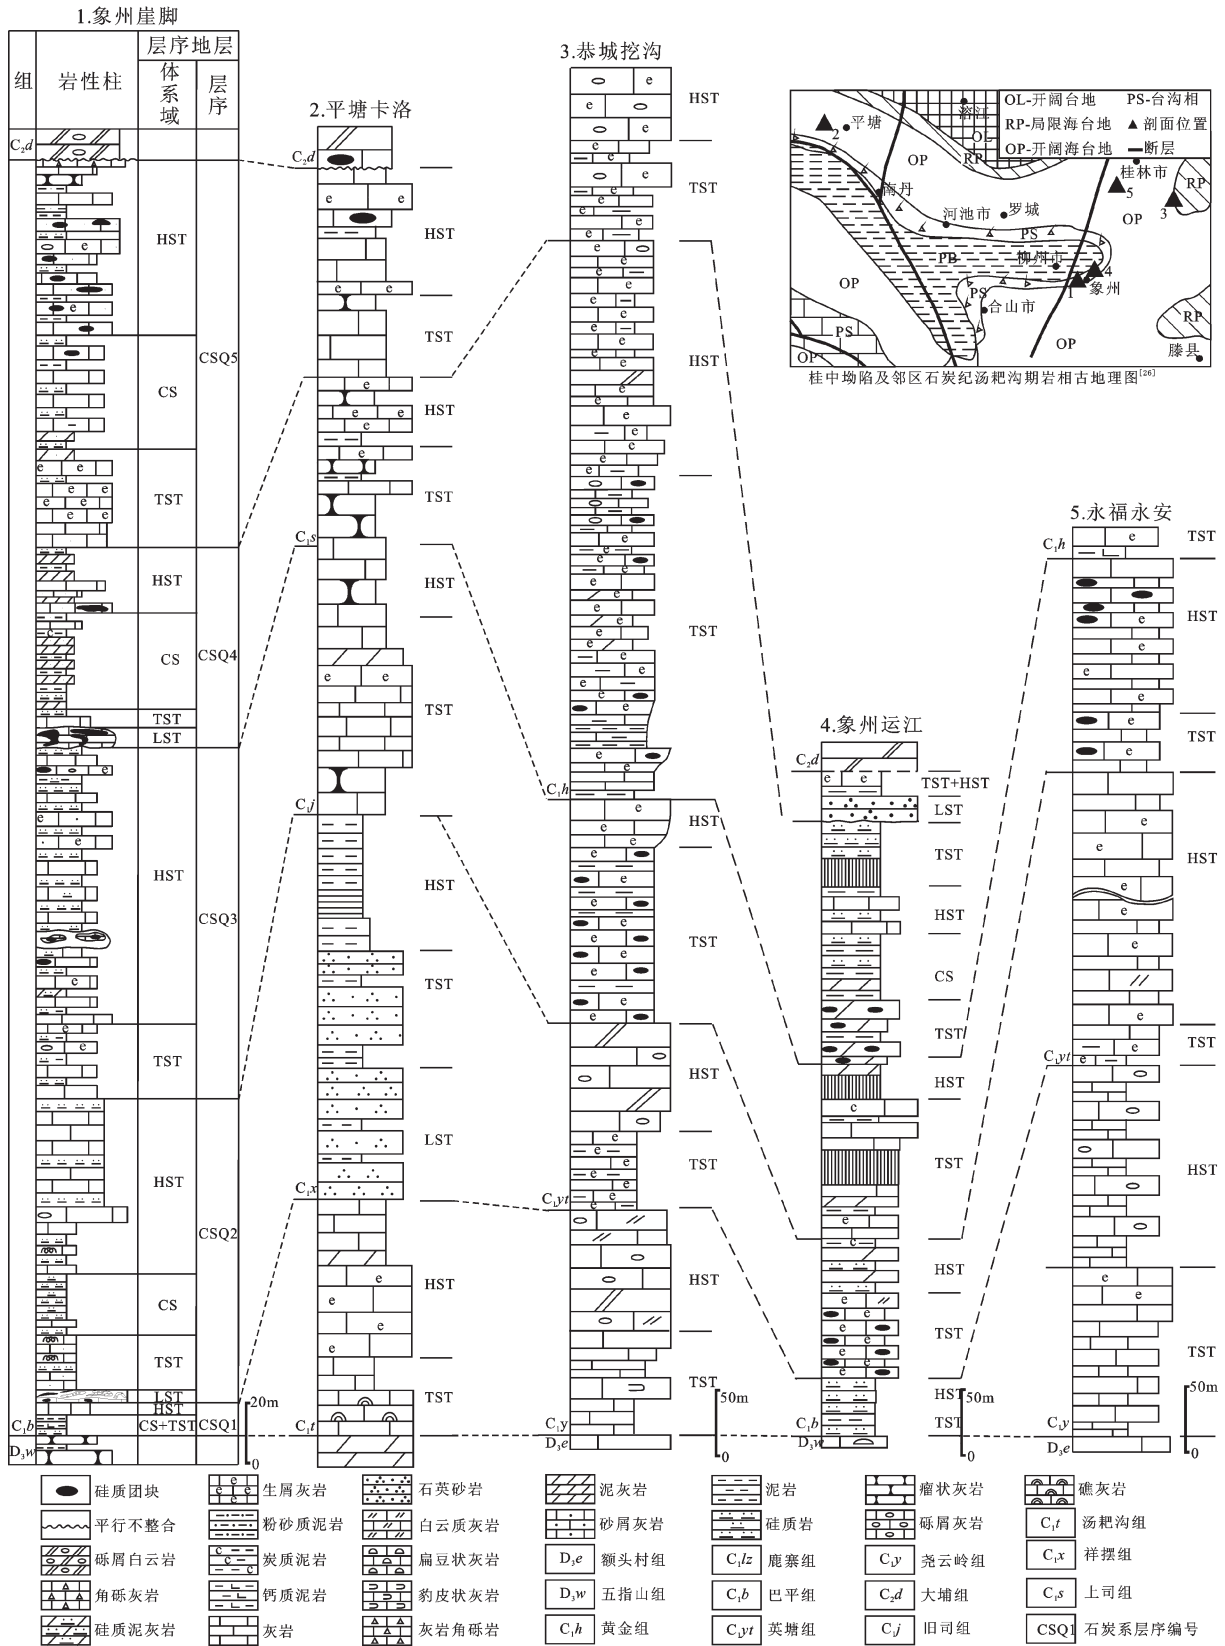 1.象州崖脚
组
岩性柱
层序地层
体系域
层序
C₂d
HST
CS
TST
CSQ5
HST
CS
TST
LST
CSQ4
HST
TST
CSQ3
HST
CS
TST
LST
CSQ2
HST
CS+TST
CSQ1
C₁b
D₃w
20m
0
2.平塘卡洛
C₂d
HST
TST
HST
TST
C₁s
HST
TST
C₁j
HST
TST
LST
C₁x
HST
TST
C₁t
3.恭城挖沟
HST
TST
HST
TST
C₁h
HST
TST
HST
TST
C₁yt
HST
TST
C₁y
D₃e
50m
0
4.象州运江
C₂d
TST+HST
LST
TST
HST
CS
TST
HST
TST
HST
TST
HST
TST
C₁b
D₃w
50m
0
5.永福永安
TST
C₁h
HST
TST
HST
TST
C₁yt
HST
TST
C₁y
D₃e
50m
0
OL-开阔台地 PS-台沟相
RP-局限海台地 ▲剖面位置
OP-开阔海台地 ━断层
平塘
2
OL
OP
RP
桂林市
5
3
RP
南丹
河池市
罗城
OP
PS
PB
柳州市
4
1
象州
OP
PS
合山市
RP
PS
OP
OP
滕县
桂中坳陷及邻区石炭纪汤耙沟期岩相古地理图[26]
硅质团块
生屑灰岩
石英砂岩
泥灰岩
泥岩
瘤状灰岩
礁灰岩
平行不整合
粉砂质泥岩
白云质灰岩
砂屑灰岩
硅质岩
砾屑灰岩
C₁t 汤耙沟组
砾屑白云岩
炭质泥岩
扁豆状灰岩
D₃e 额头村组
C₁lz 鹿寨组
C₁y 尧云岭组
C₁x 祥摆组
角砾灰岩
钙质泥岩
豹皮状灰岩
D₃w 五指山组
C₁b 巴平组
C₂d 大埔组
C₁s 上司组
硅质泥灰岩
灰岩
灰岩角砾岩
C₁h 黄金组
C₁yt 英塘组
C₁j 旧司组
CSQ1 石炭系层序编号